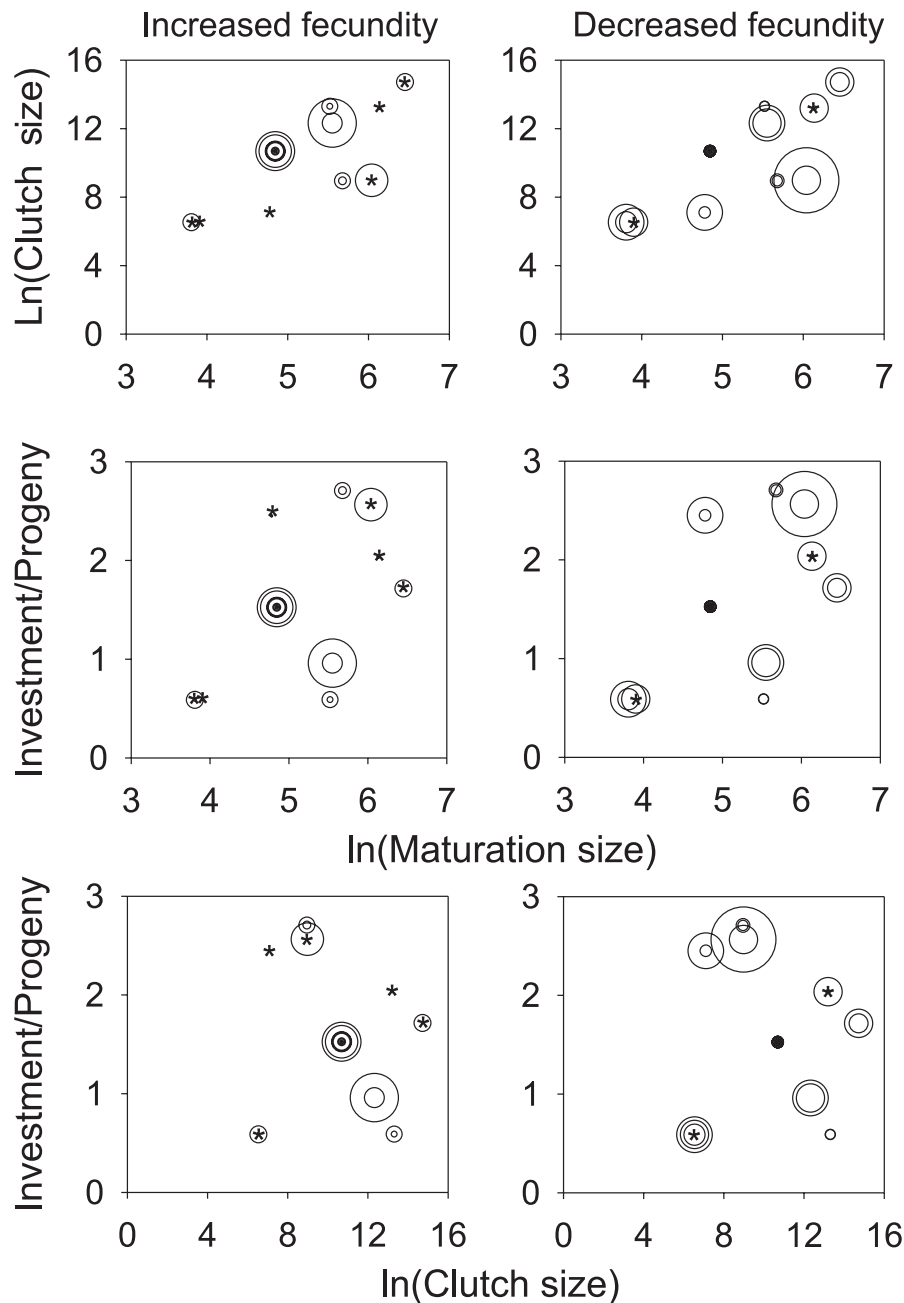 Increased fecundity
Decreased fecundity
Ln(Clutch size)
16
12
8
4
0
3 4 5 6 7
16
12
8
4
0
3 4 5 6 7
Investment/Progeny
3
2
1
0
3 4 5 6 7
3
2
1
0
3 4 5 6 7
ln(Maturation size)
Investment/Progeny
3
2
1
0
0 4 8 12 16
3
2
1
0
0 4 8 12 16
ln(Clutch size)